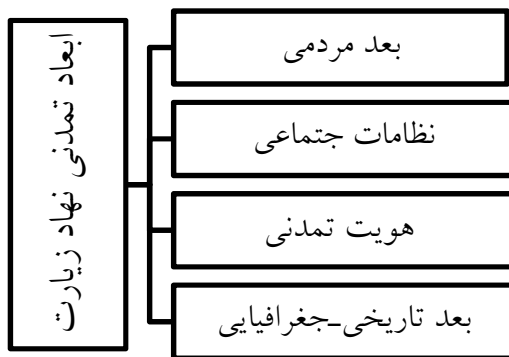 ابعاد تمدنی نهاد زیارت
بعد مردمی
نظامات جتماعی
هویت تمدنی
بعد تاریخی-جغرافیایی